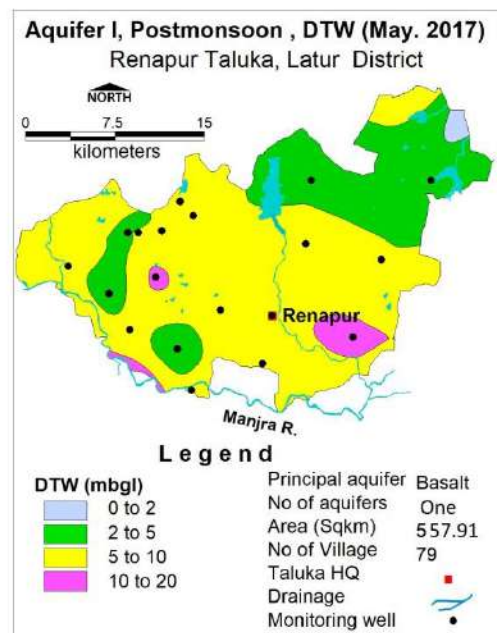 Aquifer I, Postmonsoon , DTW (May. 2017)
Renapur Taluka, Latur District
NORTH
0 7.5 15
kilometers
Renapur
Manjra R.
Legend
DTW (mbgl)
0 to 2
2 to 5
5 to 10
10 to 20
Principal aquifer Basalt
No of aquifers One
Area (Sqkm) 557.91
No of Village 79
Taluka HQ
Drainage
Monitoring well